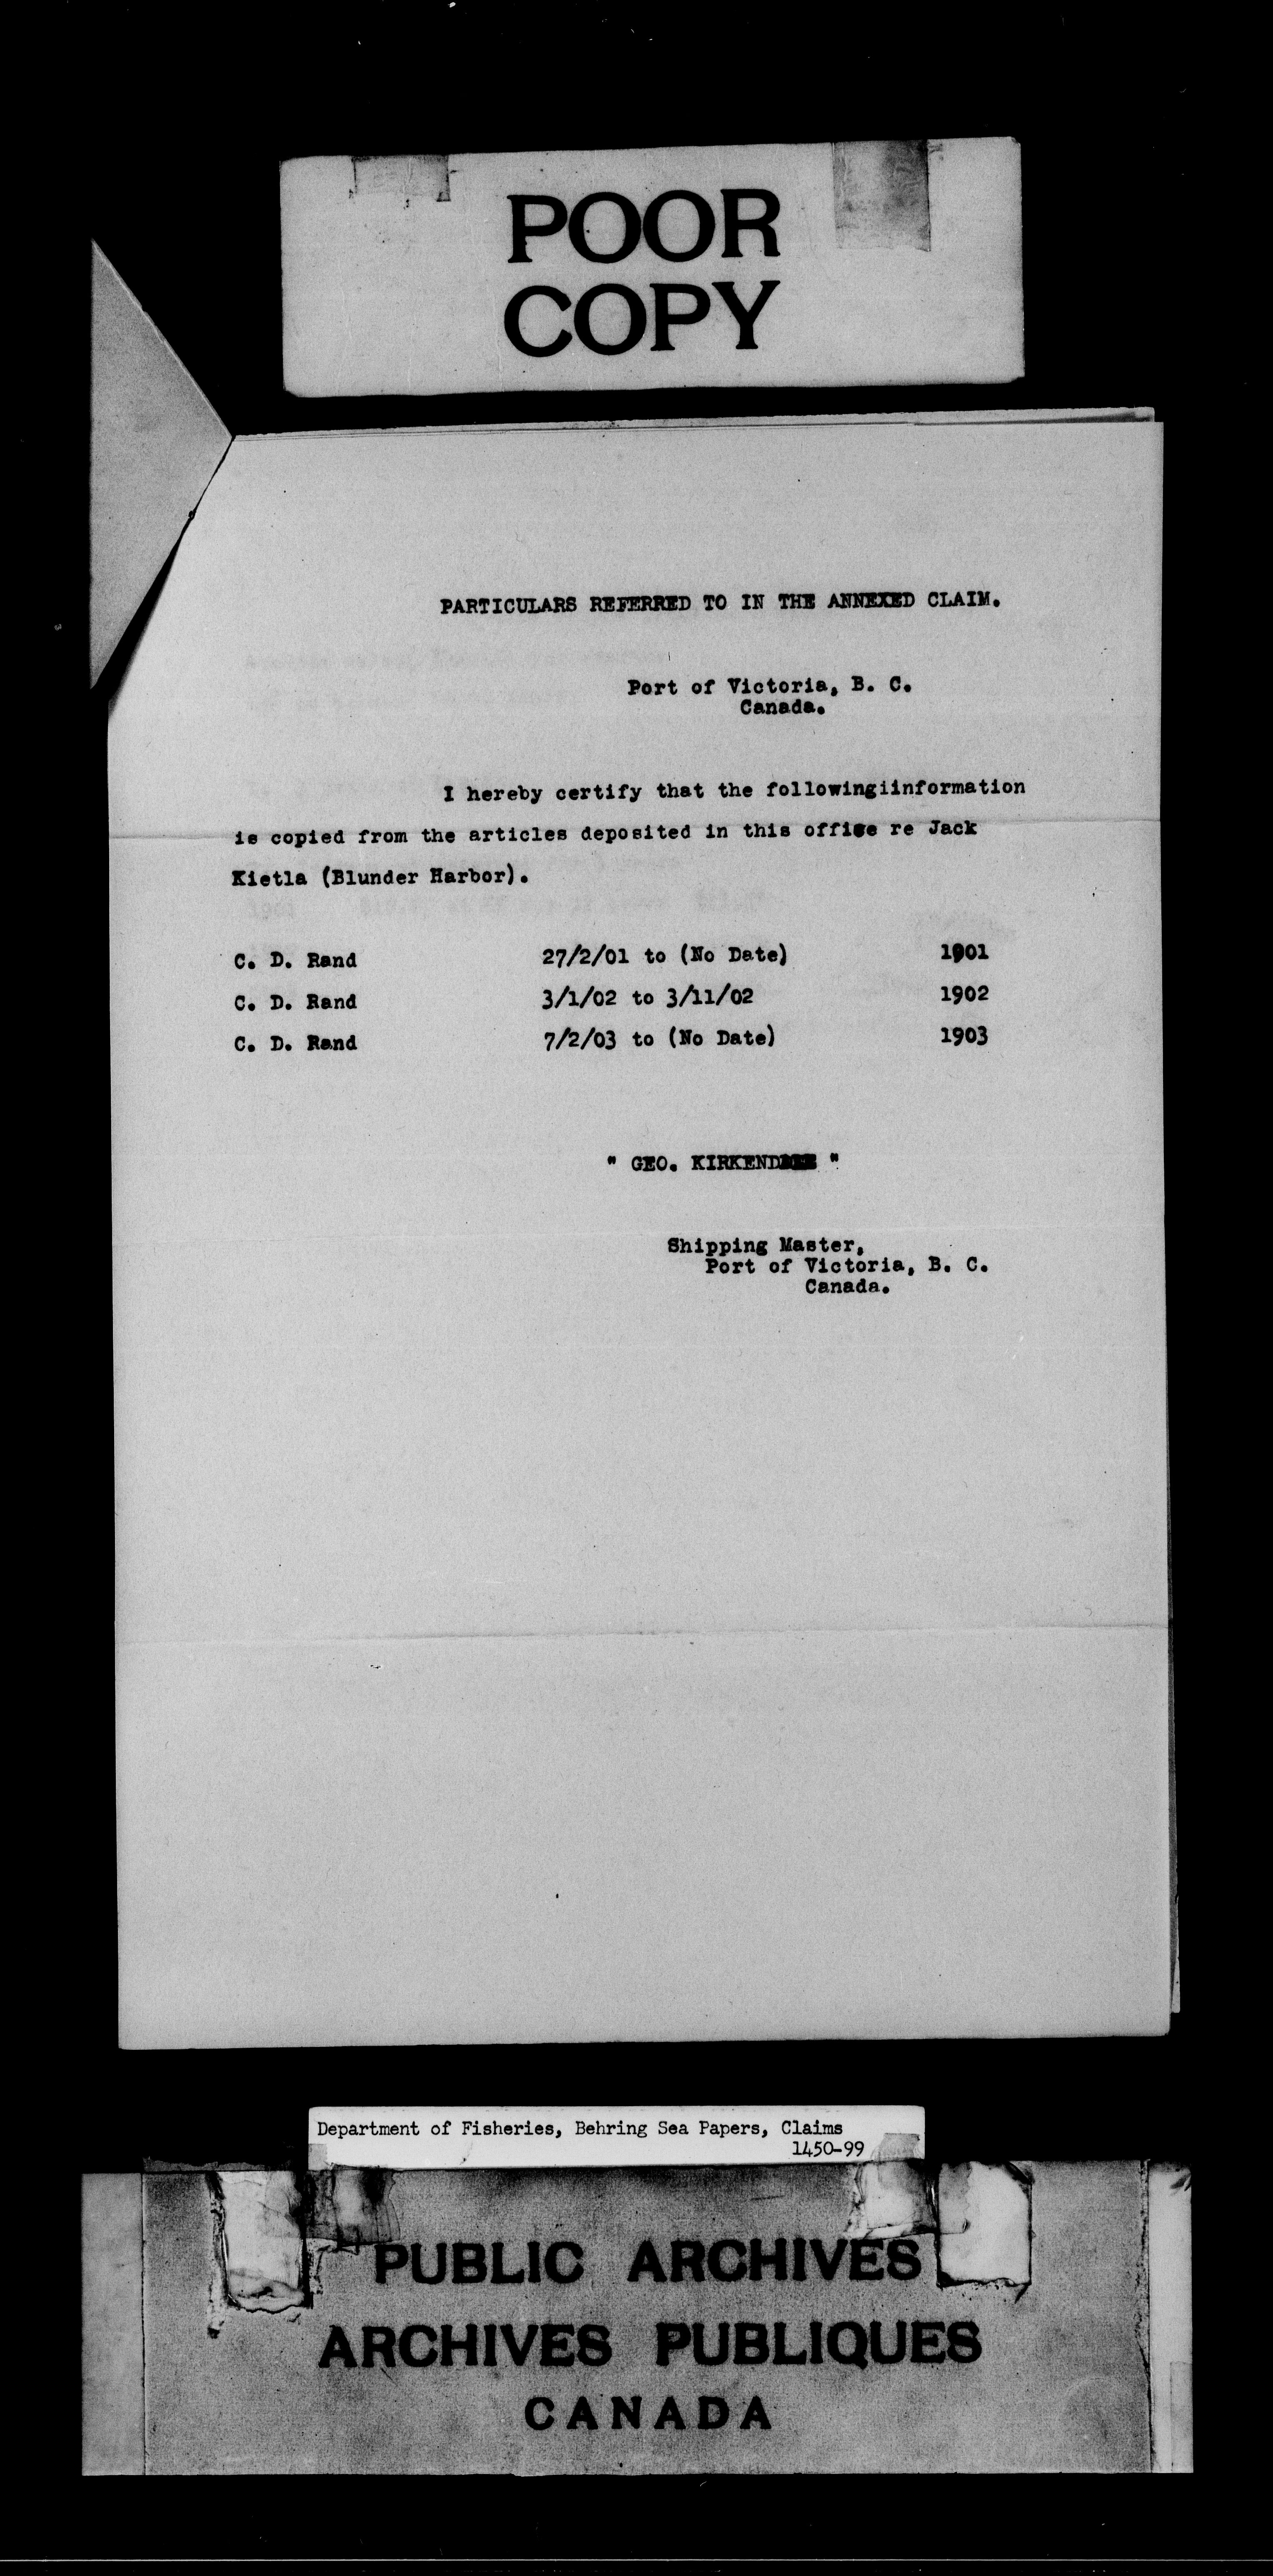 POOR
COPY
PARTICULARS REFERRED TO IN THE ANNEXED CLAIM.
Port of Victoria, B. C.
Canada.
I hereby certify that the followingiinformation
is copied from the articles deposited in this office re Jack
Kietla (Blunder Harbor).
C. D. Rand 27/2/01 to (No Date) 1901
C. D. Rand 3/1/02 to 3/11/02 1902
C. D. Rand 7/2/03 to (No Date) 1903
" GEO. "
Shipping Master,
Port of Victoria, B. C.
Canada.
Department of Fisheries, Behring Sea Papers, Claims
1450-99
PUBLIC ARCHIVES
ARCHIVES PUBLIQUES
CANADA